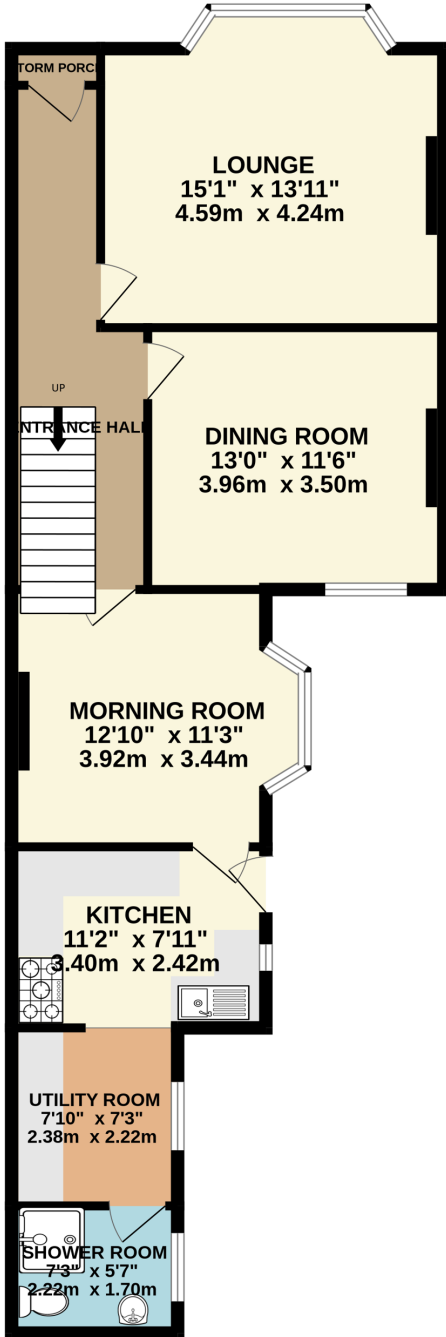 TORM PORC
LOUNGE
15'1" x 13'11"
4.59m x 4.24m
UP
NTRANCE HALL
DINING ROOM
13'0" x 11'6"
3.96m x 3.50m
MORNING ROOM
12'10" x 11'3"
3.92m x 3.44m
KITCHEN
11'2" x 7'11"
3.40m x 2.42m
UTILITY ROOM
7'10" x 7'3"
2.38m x 2.22m
SHOWER ROOM
7'3" x 5'7"
2.22m x 1.70m